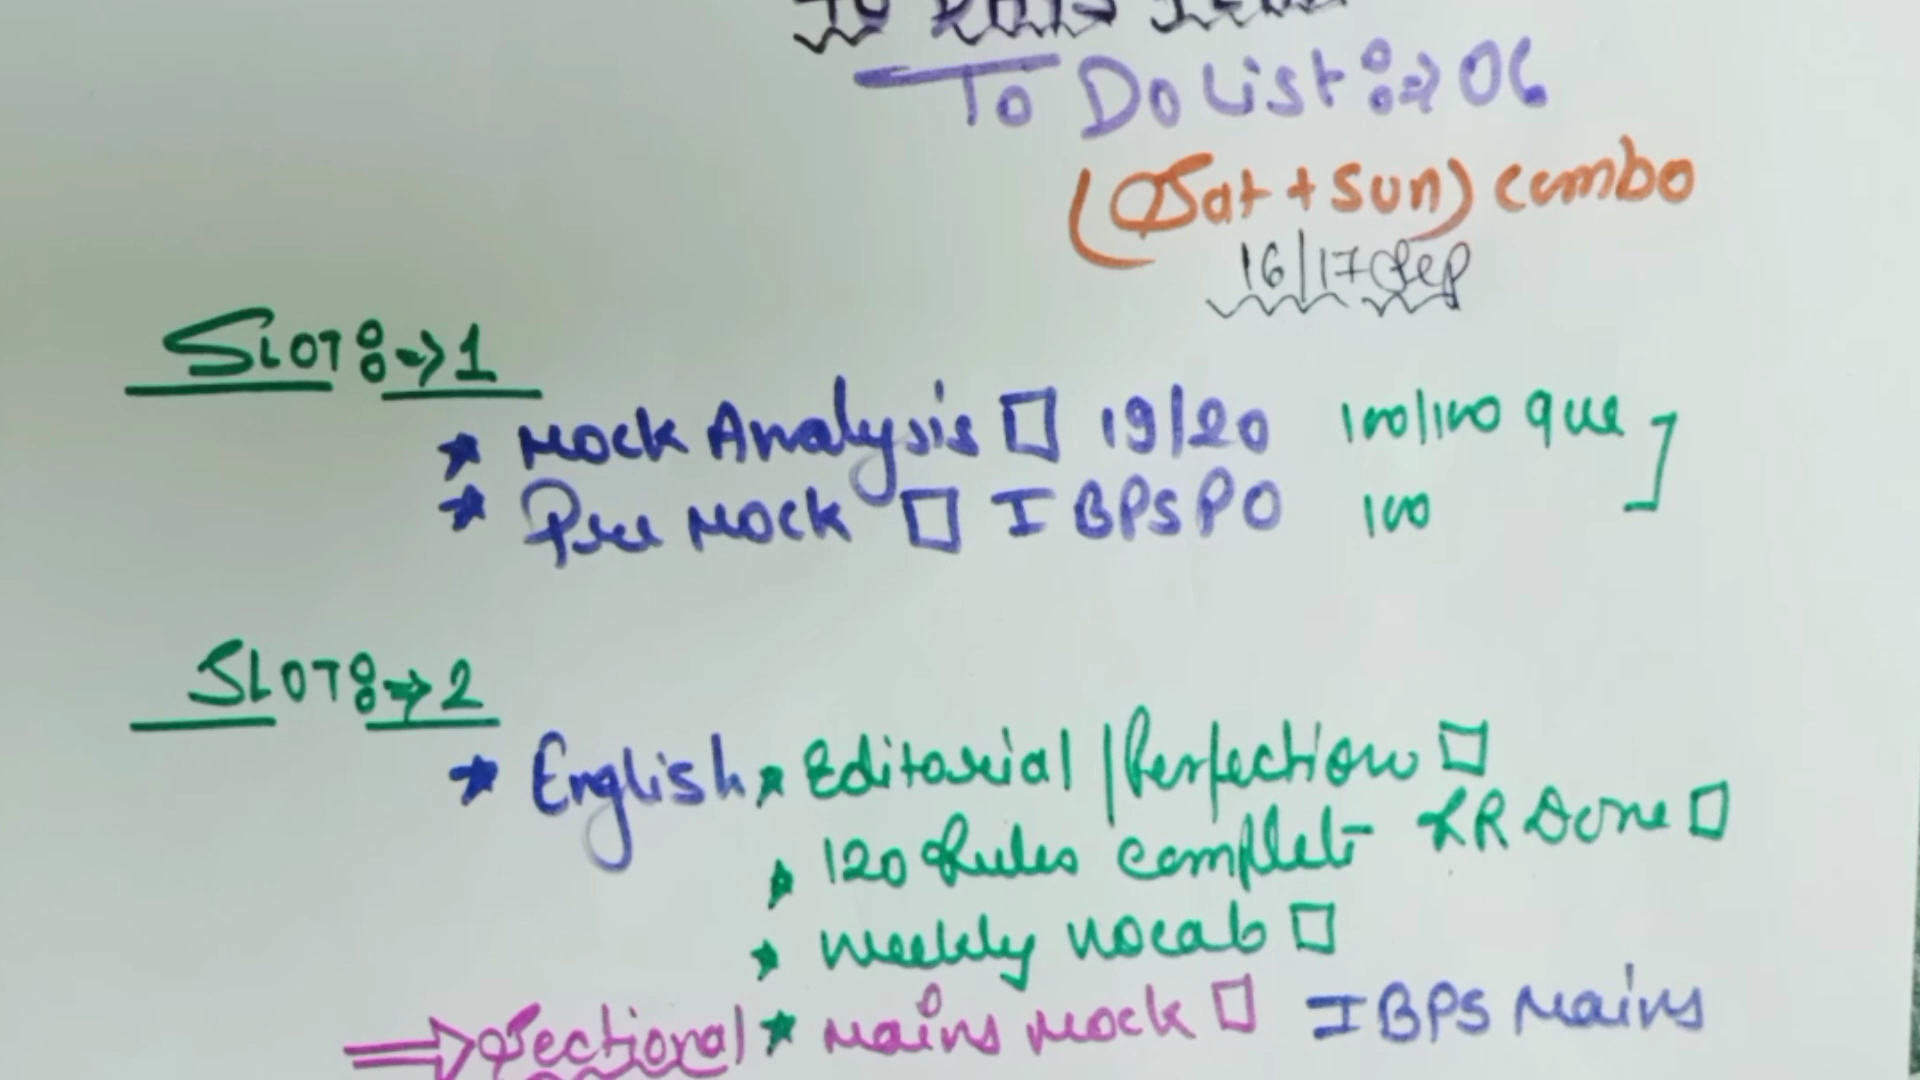 To Do List :→ 06
(Sat + Sun) combo
16/17 Sep
SLOT :→ 1
★ Mock Analysis □ 19/20 100/100 que ]
★ Pre Mock □ IBPS PO 100
SLOT :→ 2
★ English ★ Editorial / Perfection □
★ 120 Rules complet RR Done □
★ Weekly Vocab □
⇒ Sectional ★ Mains Mock □ IBPS Mains